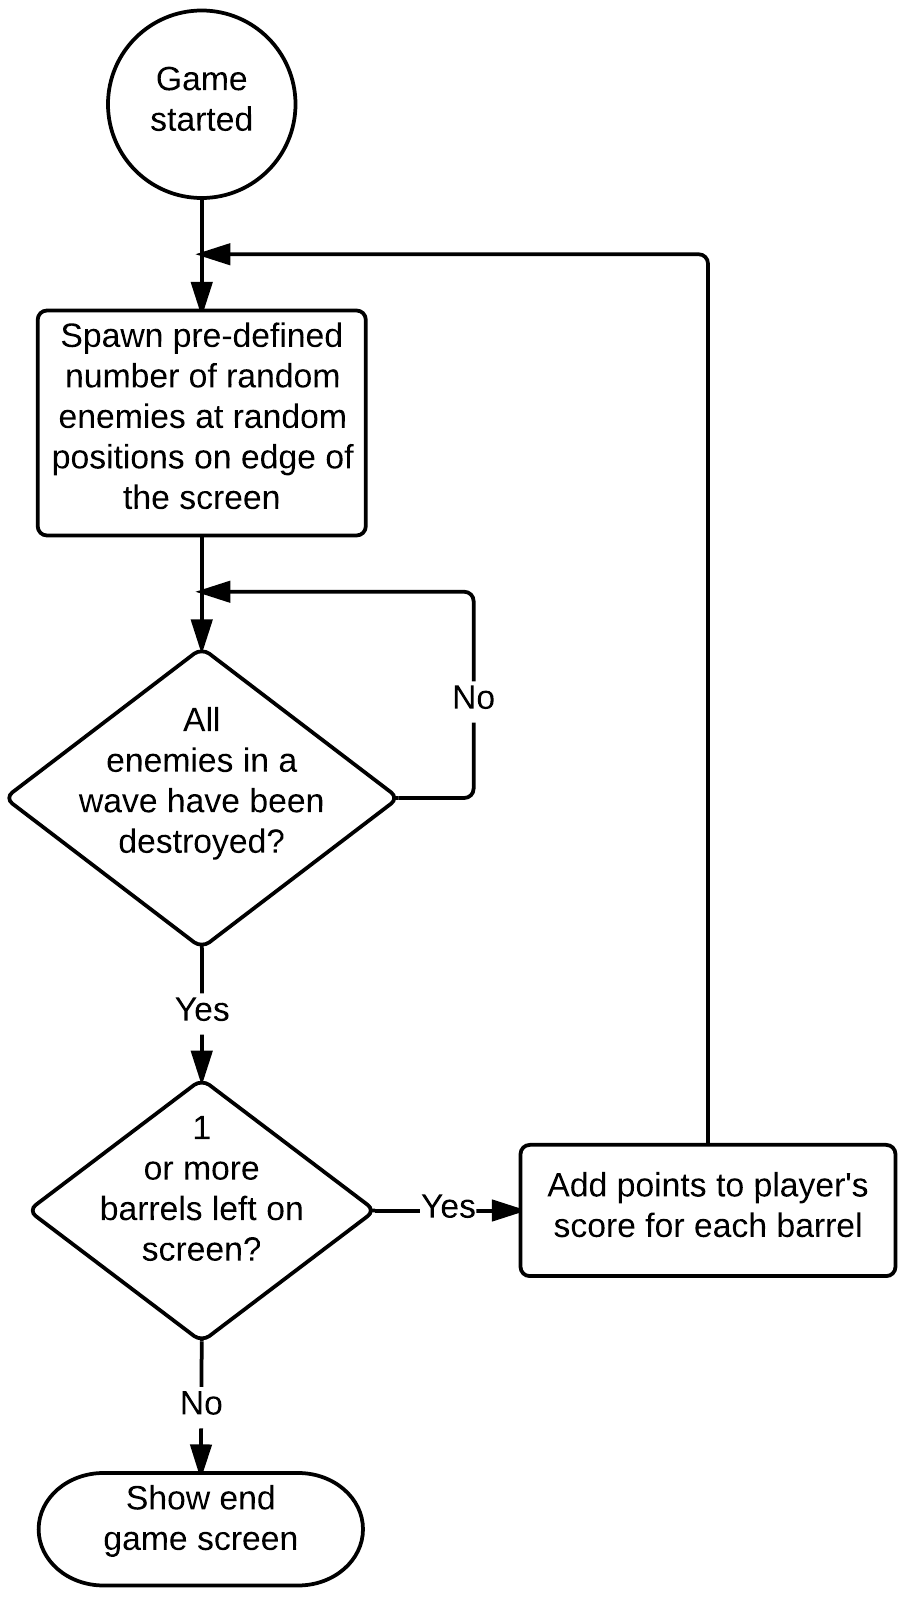 Game
started
Spawn pre-defined
number of random
enemies at random
positions on edge of
the screen
No
All
enemies in a
wave have been
destroyed?
Yes
1
or more
barrels left on
screen?
Yes
Add points to player's
score for each barrel
No
Show end
game screen